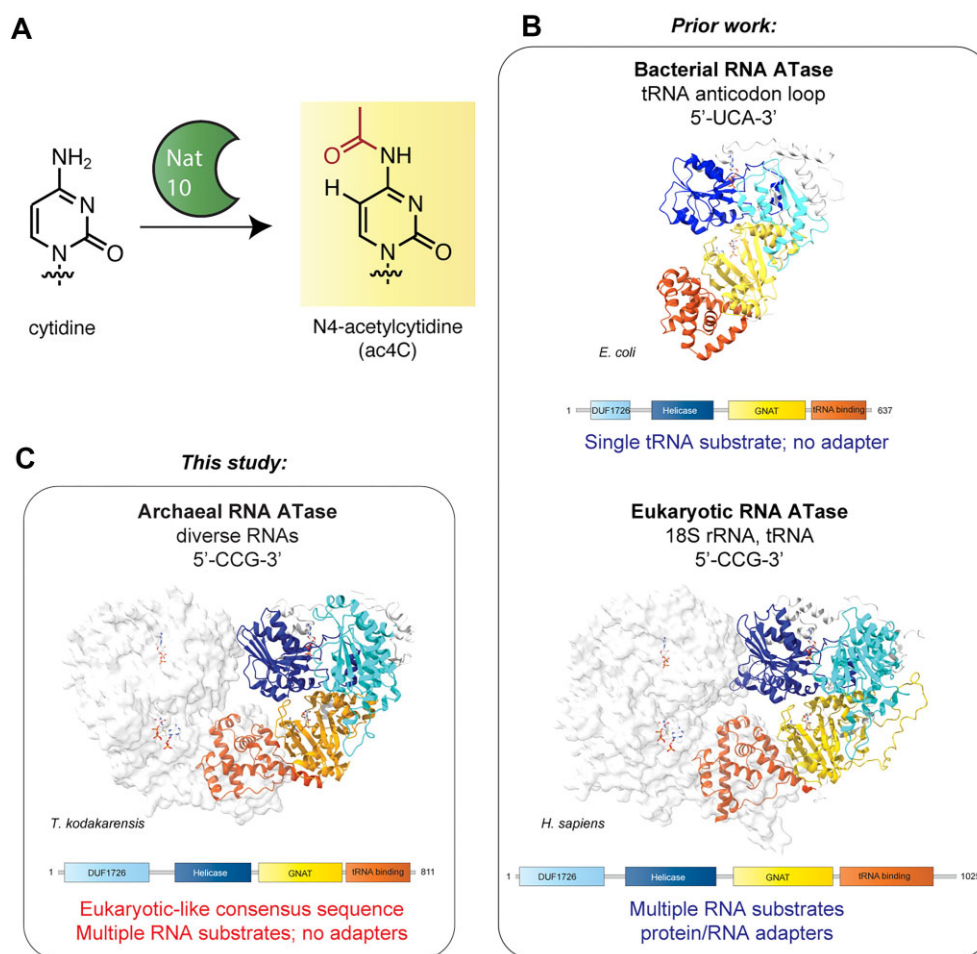 A
NH2
N
N
O
cytidine
Nat
10
O
NH
H
N
N
O
N4-acetylcytidine
(ac4C)
B
Prior work:
Bacterial RNA ATase
tRNA anticodon loop
5'-UCA-3'
E. coli
1 DUF1726 Helicase GNAT tRNA binding 637
Single tRNA substrate; no adapter
Eukaryotic RNA ATase
18S rRNA, tRNA
5'-CCG-3'
H. sapiens
1 DUF1726 Helicase GNAT tRNA binding 1025
Multiple RNA substrates
protein/RNA adapters
C
This study:
Archaeal RNA ATase
diverse RNAs
5'-CCG-3'
T. kodakarensis
1 DUF1726 Helicase GNAT tRNA binding 811
Eukaryotic-like consensus sequence
Multiple RNA substrates; no adapters